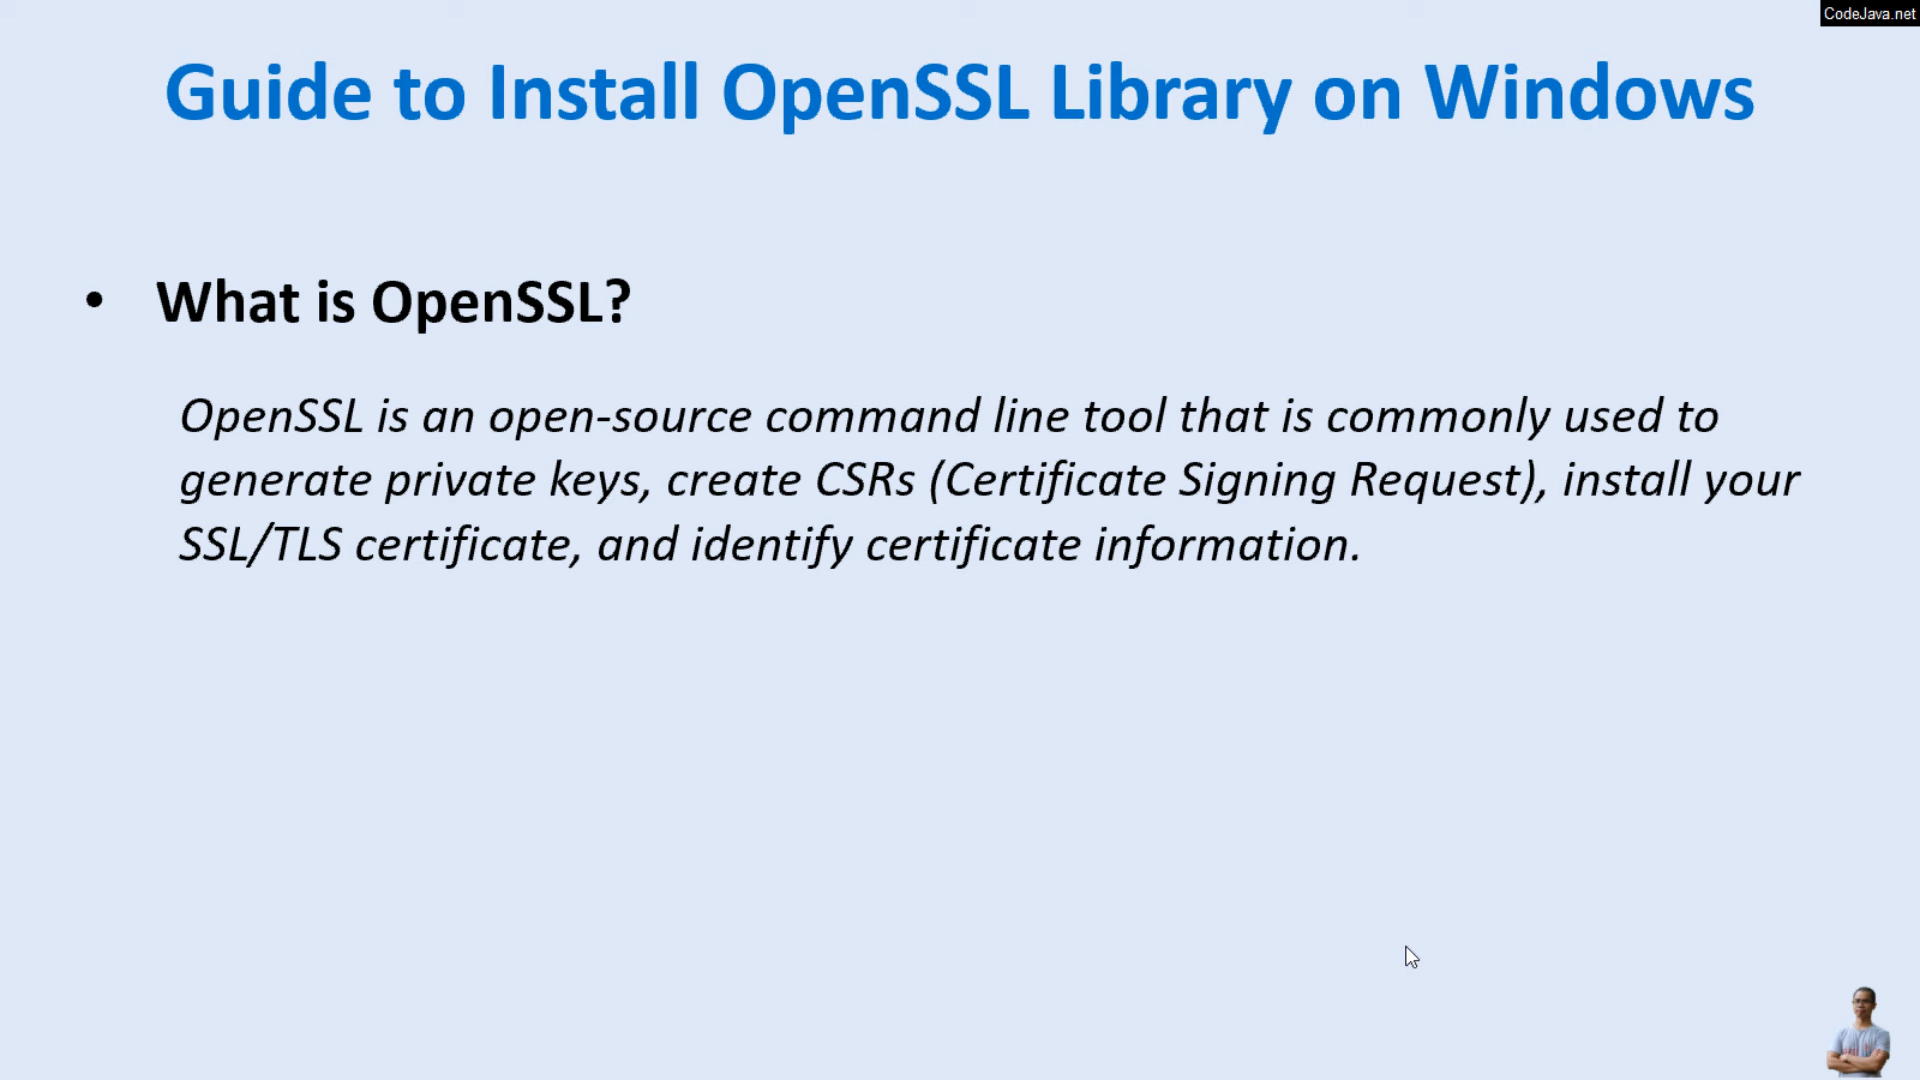 CodeJava.net
Guide to Install OpenSSL Library on Windows
• What is OpenSSL?
OpenSSL is an open-source command line tool that is commonly used to
generate private keys, create CSRs (Certificate Signing Request), install your
SSL/TLS certificate, and identify certificate information.